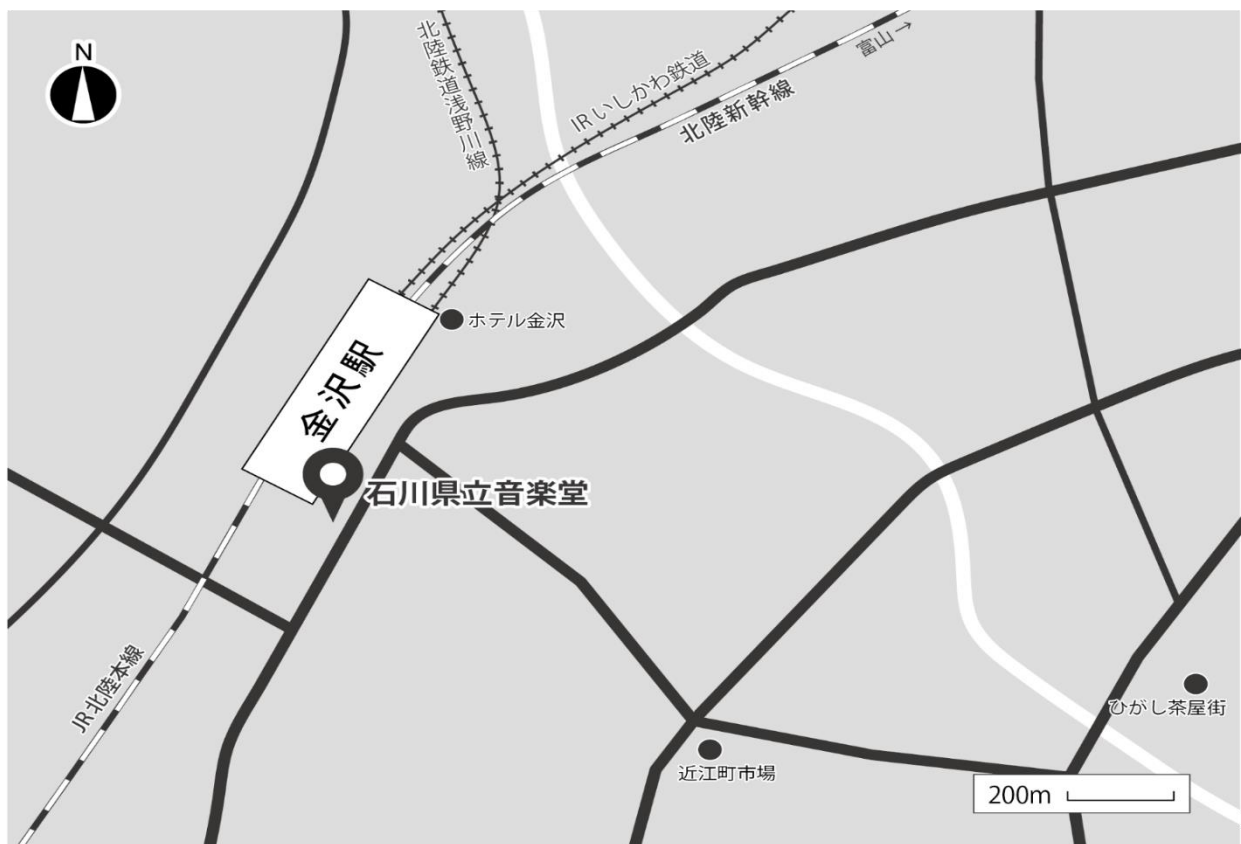 N
北陸鉄道浅野川線
IRいしかわ鉄道
北陸新幹線
富山→
ホテル金沢
金沢駅
石川県立音楽堂
JR北陸本線
ひがし茶屋街
近江町市場
200m